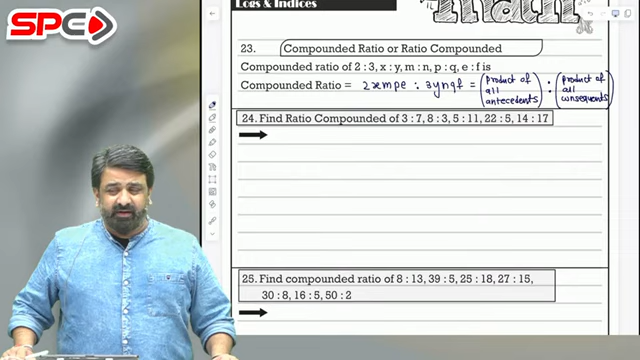 SPC
Logs & Indices
23. Compounded Ratio or Ratio Compounded
Compounded ratio of 2 : 3, x : y, m : n, p : q, e : f is
Compounded Ratio = 2xmpe : 3ynqf = (product of all antecedents) : (product of all consequents)
24. Find Ratio Compounded of 3 : 7, 8 : 3, 5 : 11, 22 : 5, 14 : 17
25. Find compounded ratio of 8 : 13, 39 : 5, 25 : 18, 27 : 15,
30 : 8, 16 : 5, 50 : 2